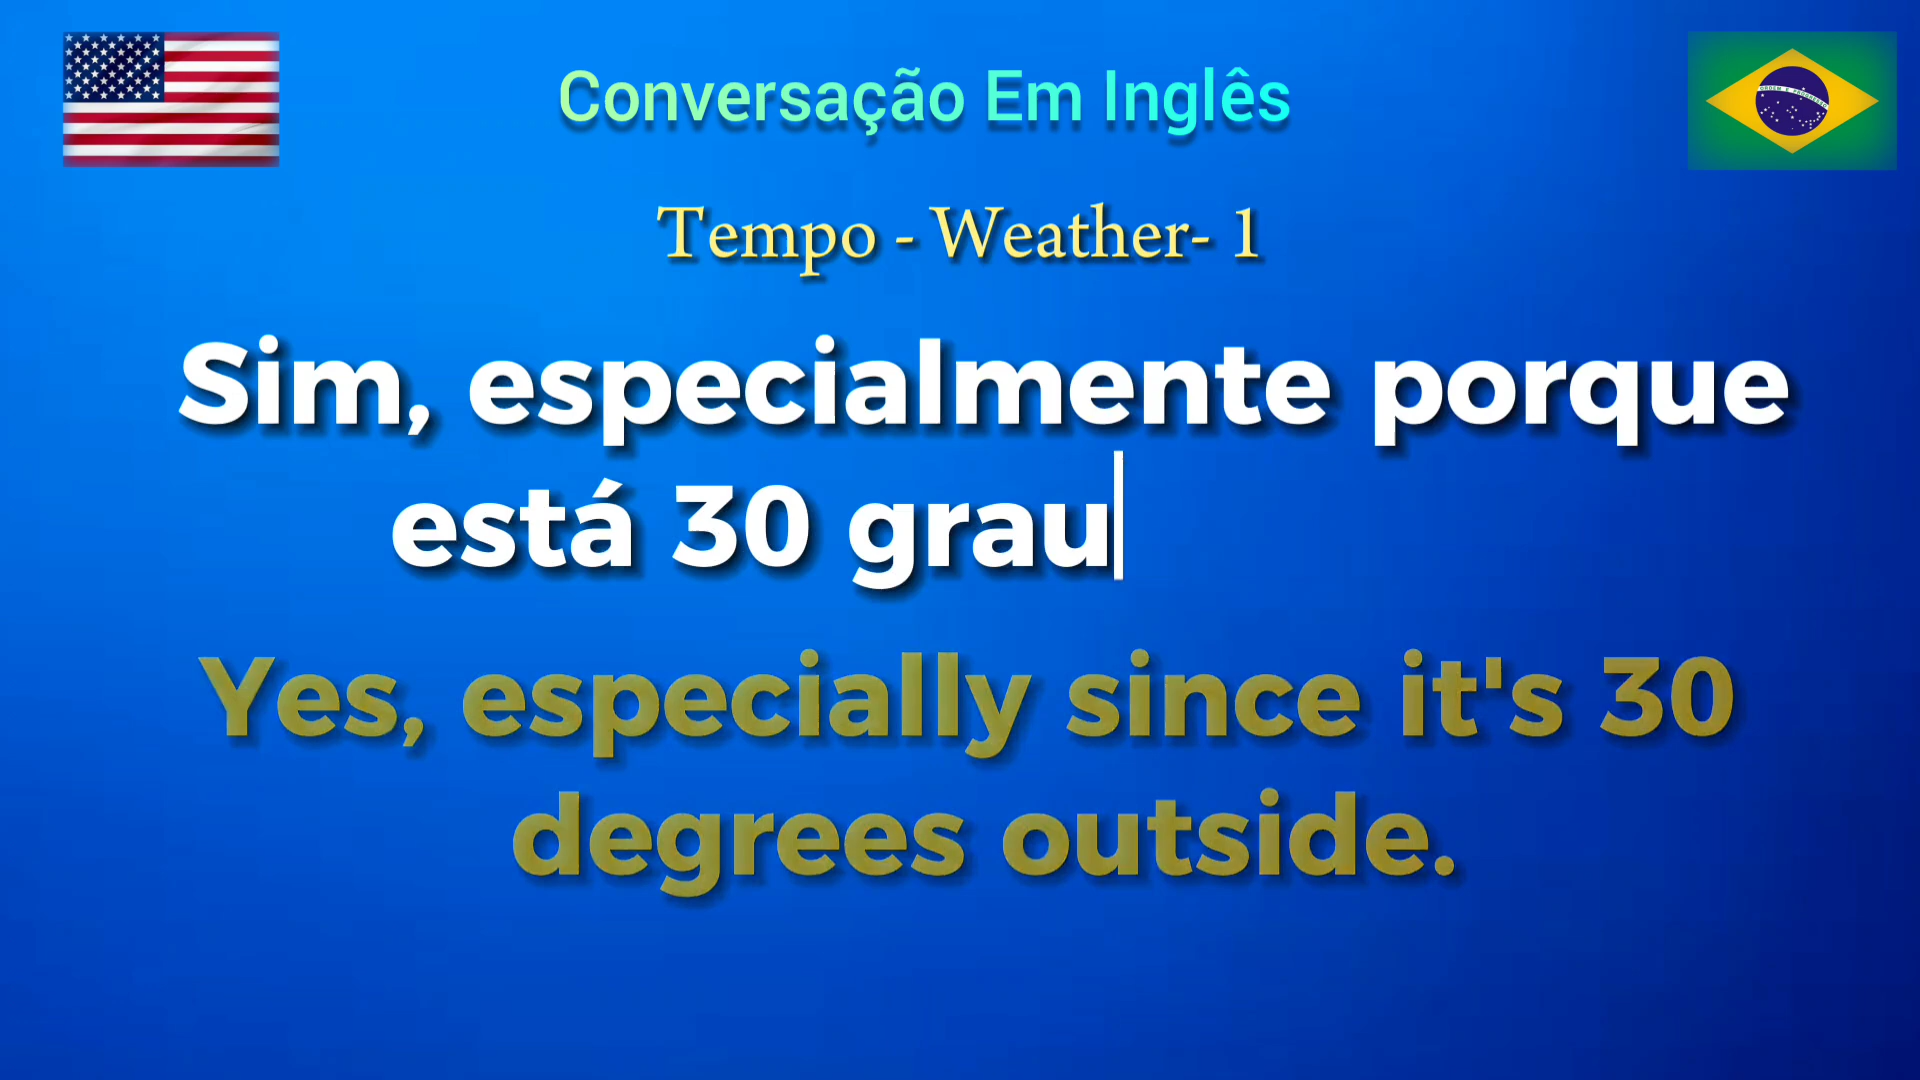 Conversação Em Inglês
Tempo - Weather- 1
Sim, especialmente porque
está 30 grau
Yes, especially since it's 30
degrees outside.